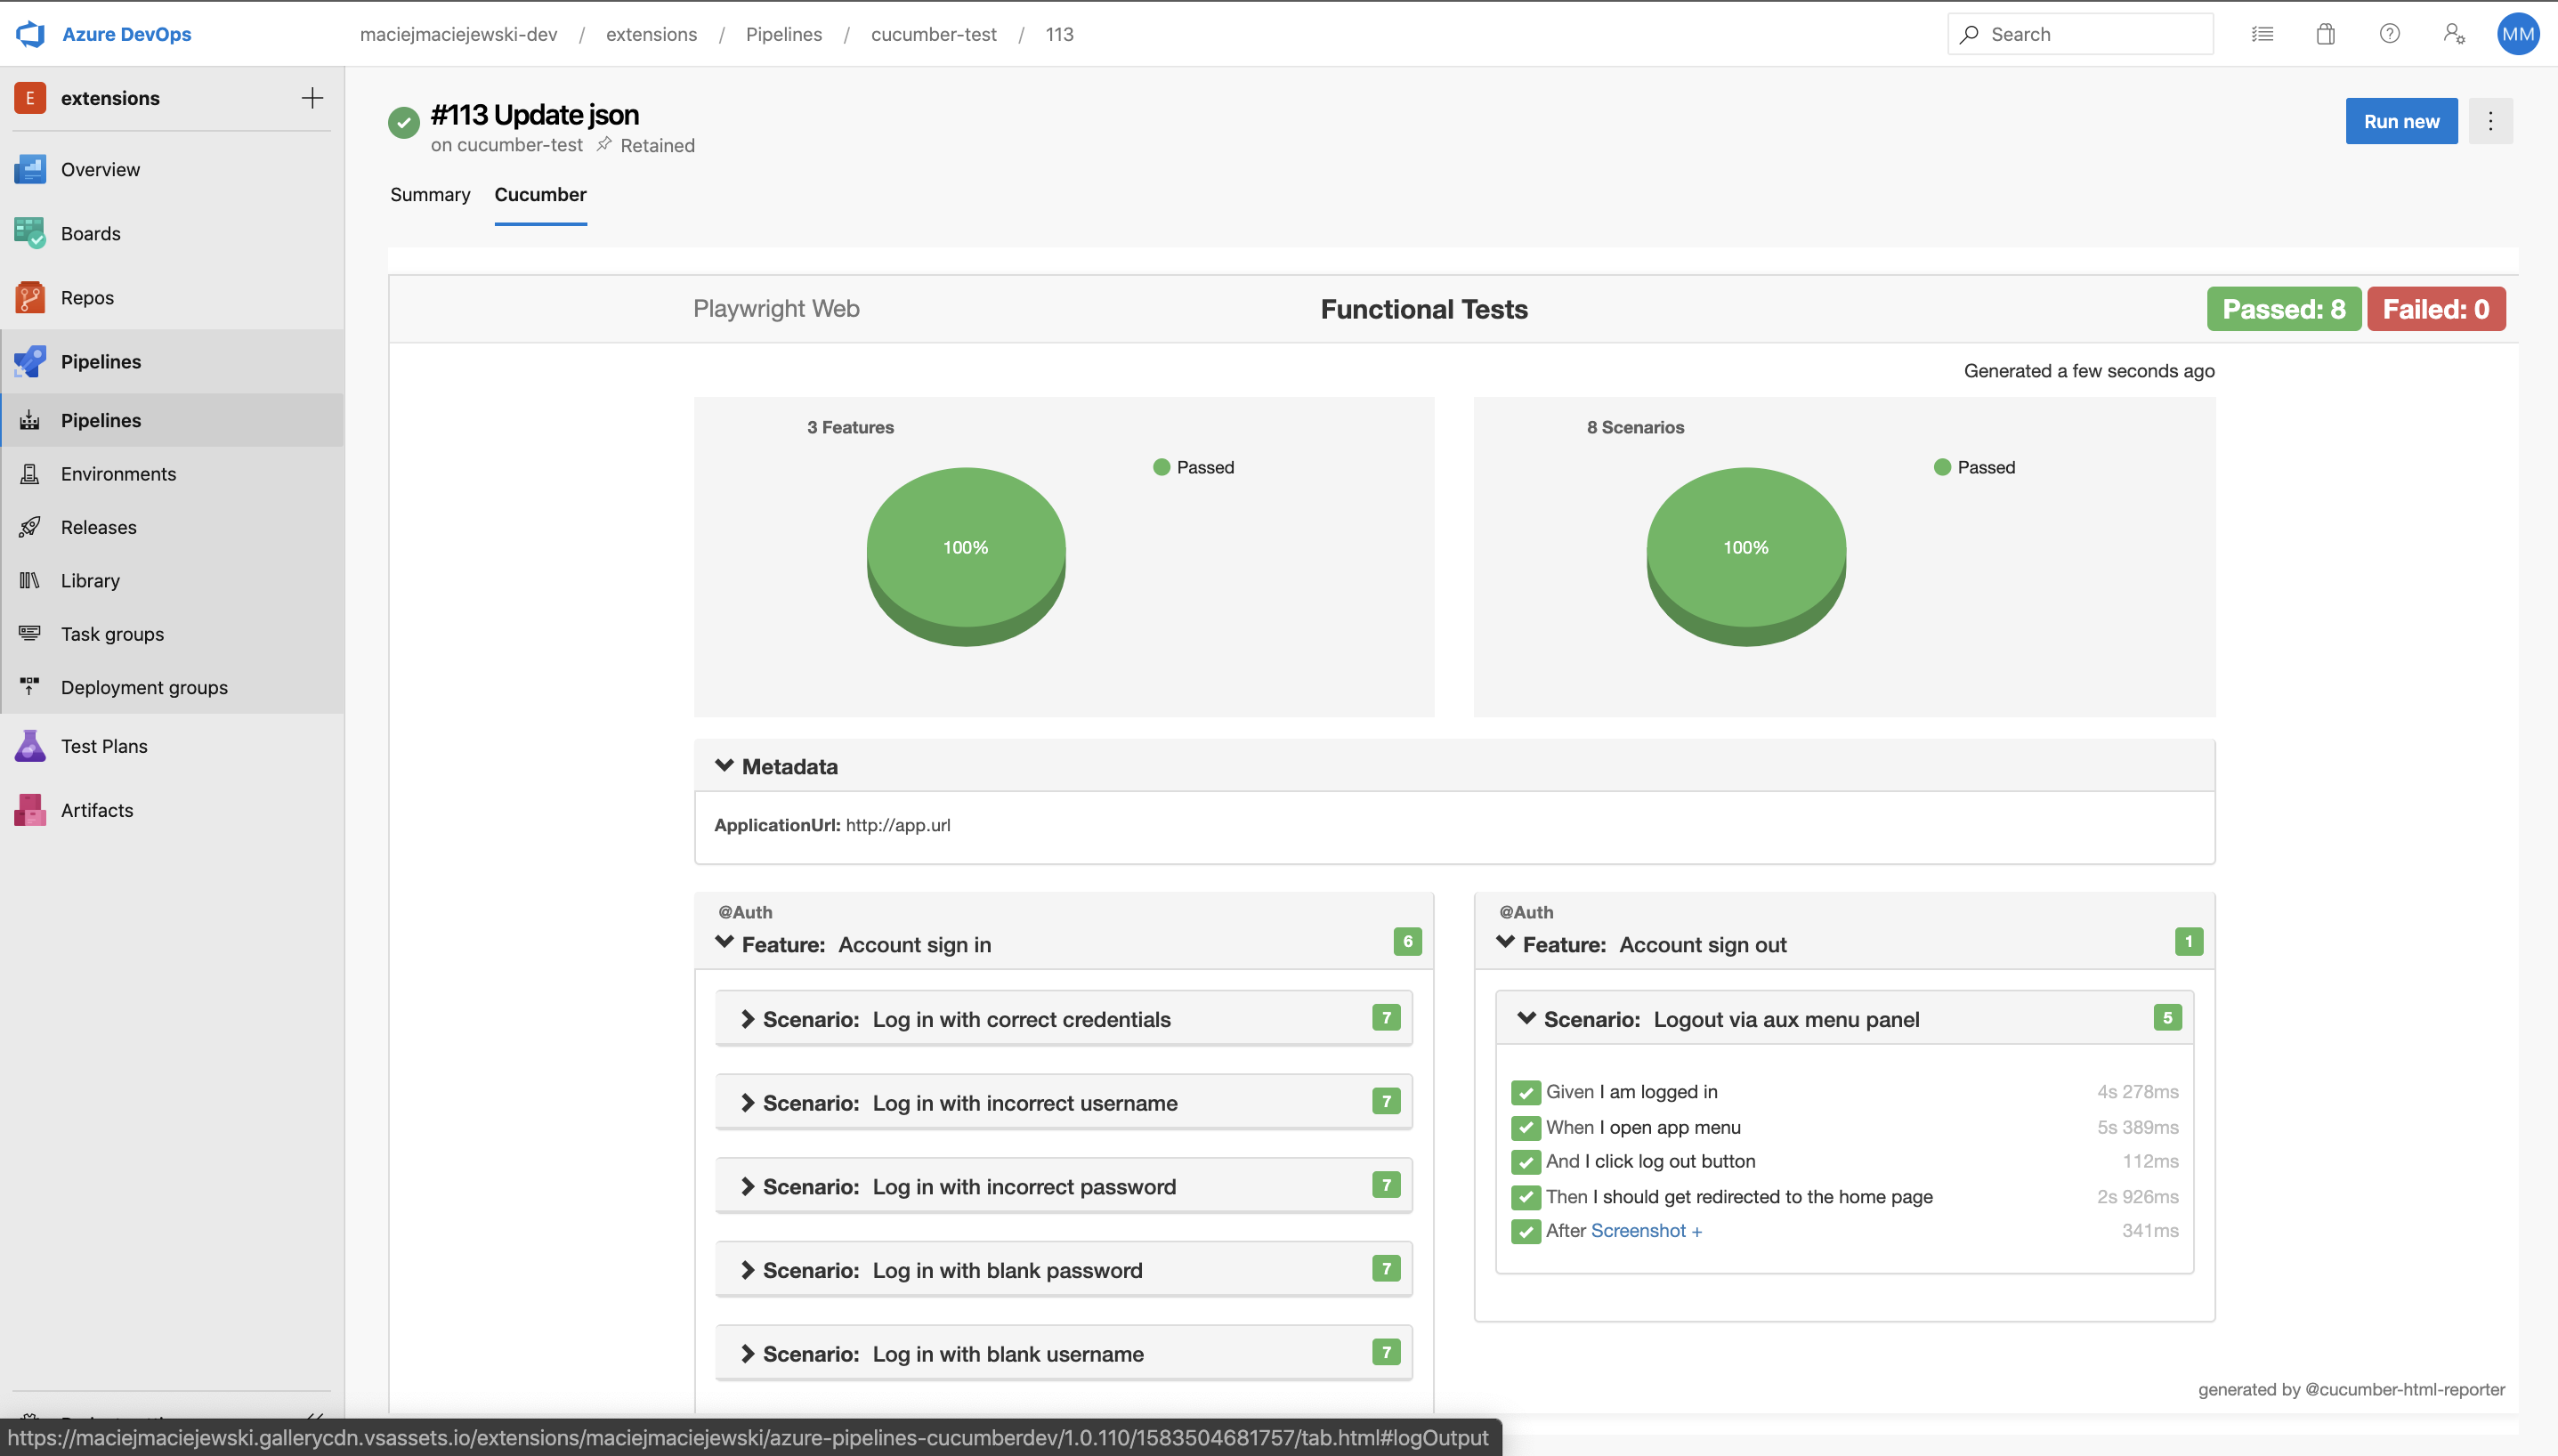 Azure DevOps
maciejmaciejewski-dev / extensions / Pipelines / cucumber-test / 113
Search
MM
E extensions
Overview
Boards
Repos
Pipelines
Pipelines
Environments
Releases
Library
Task groups
Deployment groups
Test Plans
Artifacts
#113 Update json
on cucumber-test Retained
Run new
Summary Cucumber
Playwright Web Functional Tests Passed: 8 Failed: 0
Generated a few seconds ago
3 Features
Passed
100%
8 Scenarios
Passed
100%
Metadata
ApplicationUrl: http://app.url
@Auth
Feature: Account sign in 6
Scenario: Log in with correct credentials 7
Scenario: Log in with incorrect username 7
Scenario: Log in with incorrect password 7
Scenario: Log in with blank password 7
Scenario: Log in with blank username 7
@Auth
Feature: Account sign out 1
Scenario: Logout via aux menu panel 5
Given I am logged in 4s 278ms
When I open app menu 5s 389ms
And I click log out button 112ms
Then I should get redirected to the home page 2s 926ms
After Screenshot + 341ms
generated by @cucumber-html-reporter
https://maciejmaciejewski.gallerycdn.vsassets.io/extensions/maciejmaciejewski/azure-pipelines-cucumberdev/1.0.110/1583504681757/tab.html#logOutput